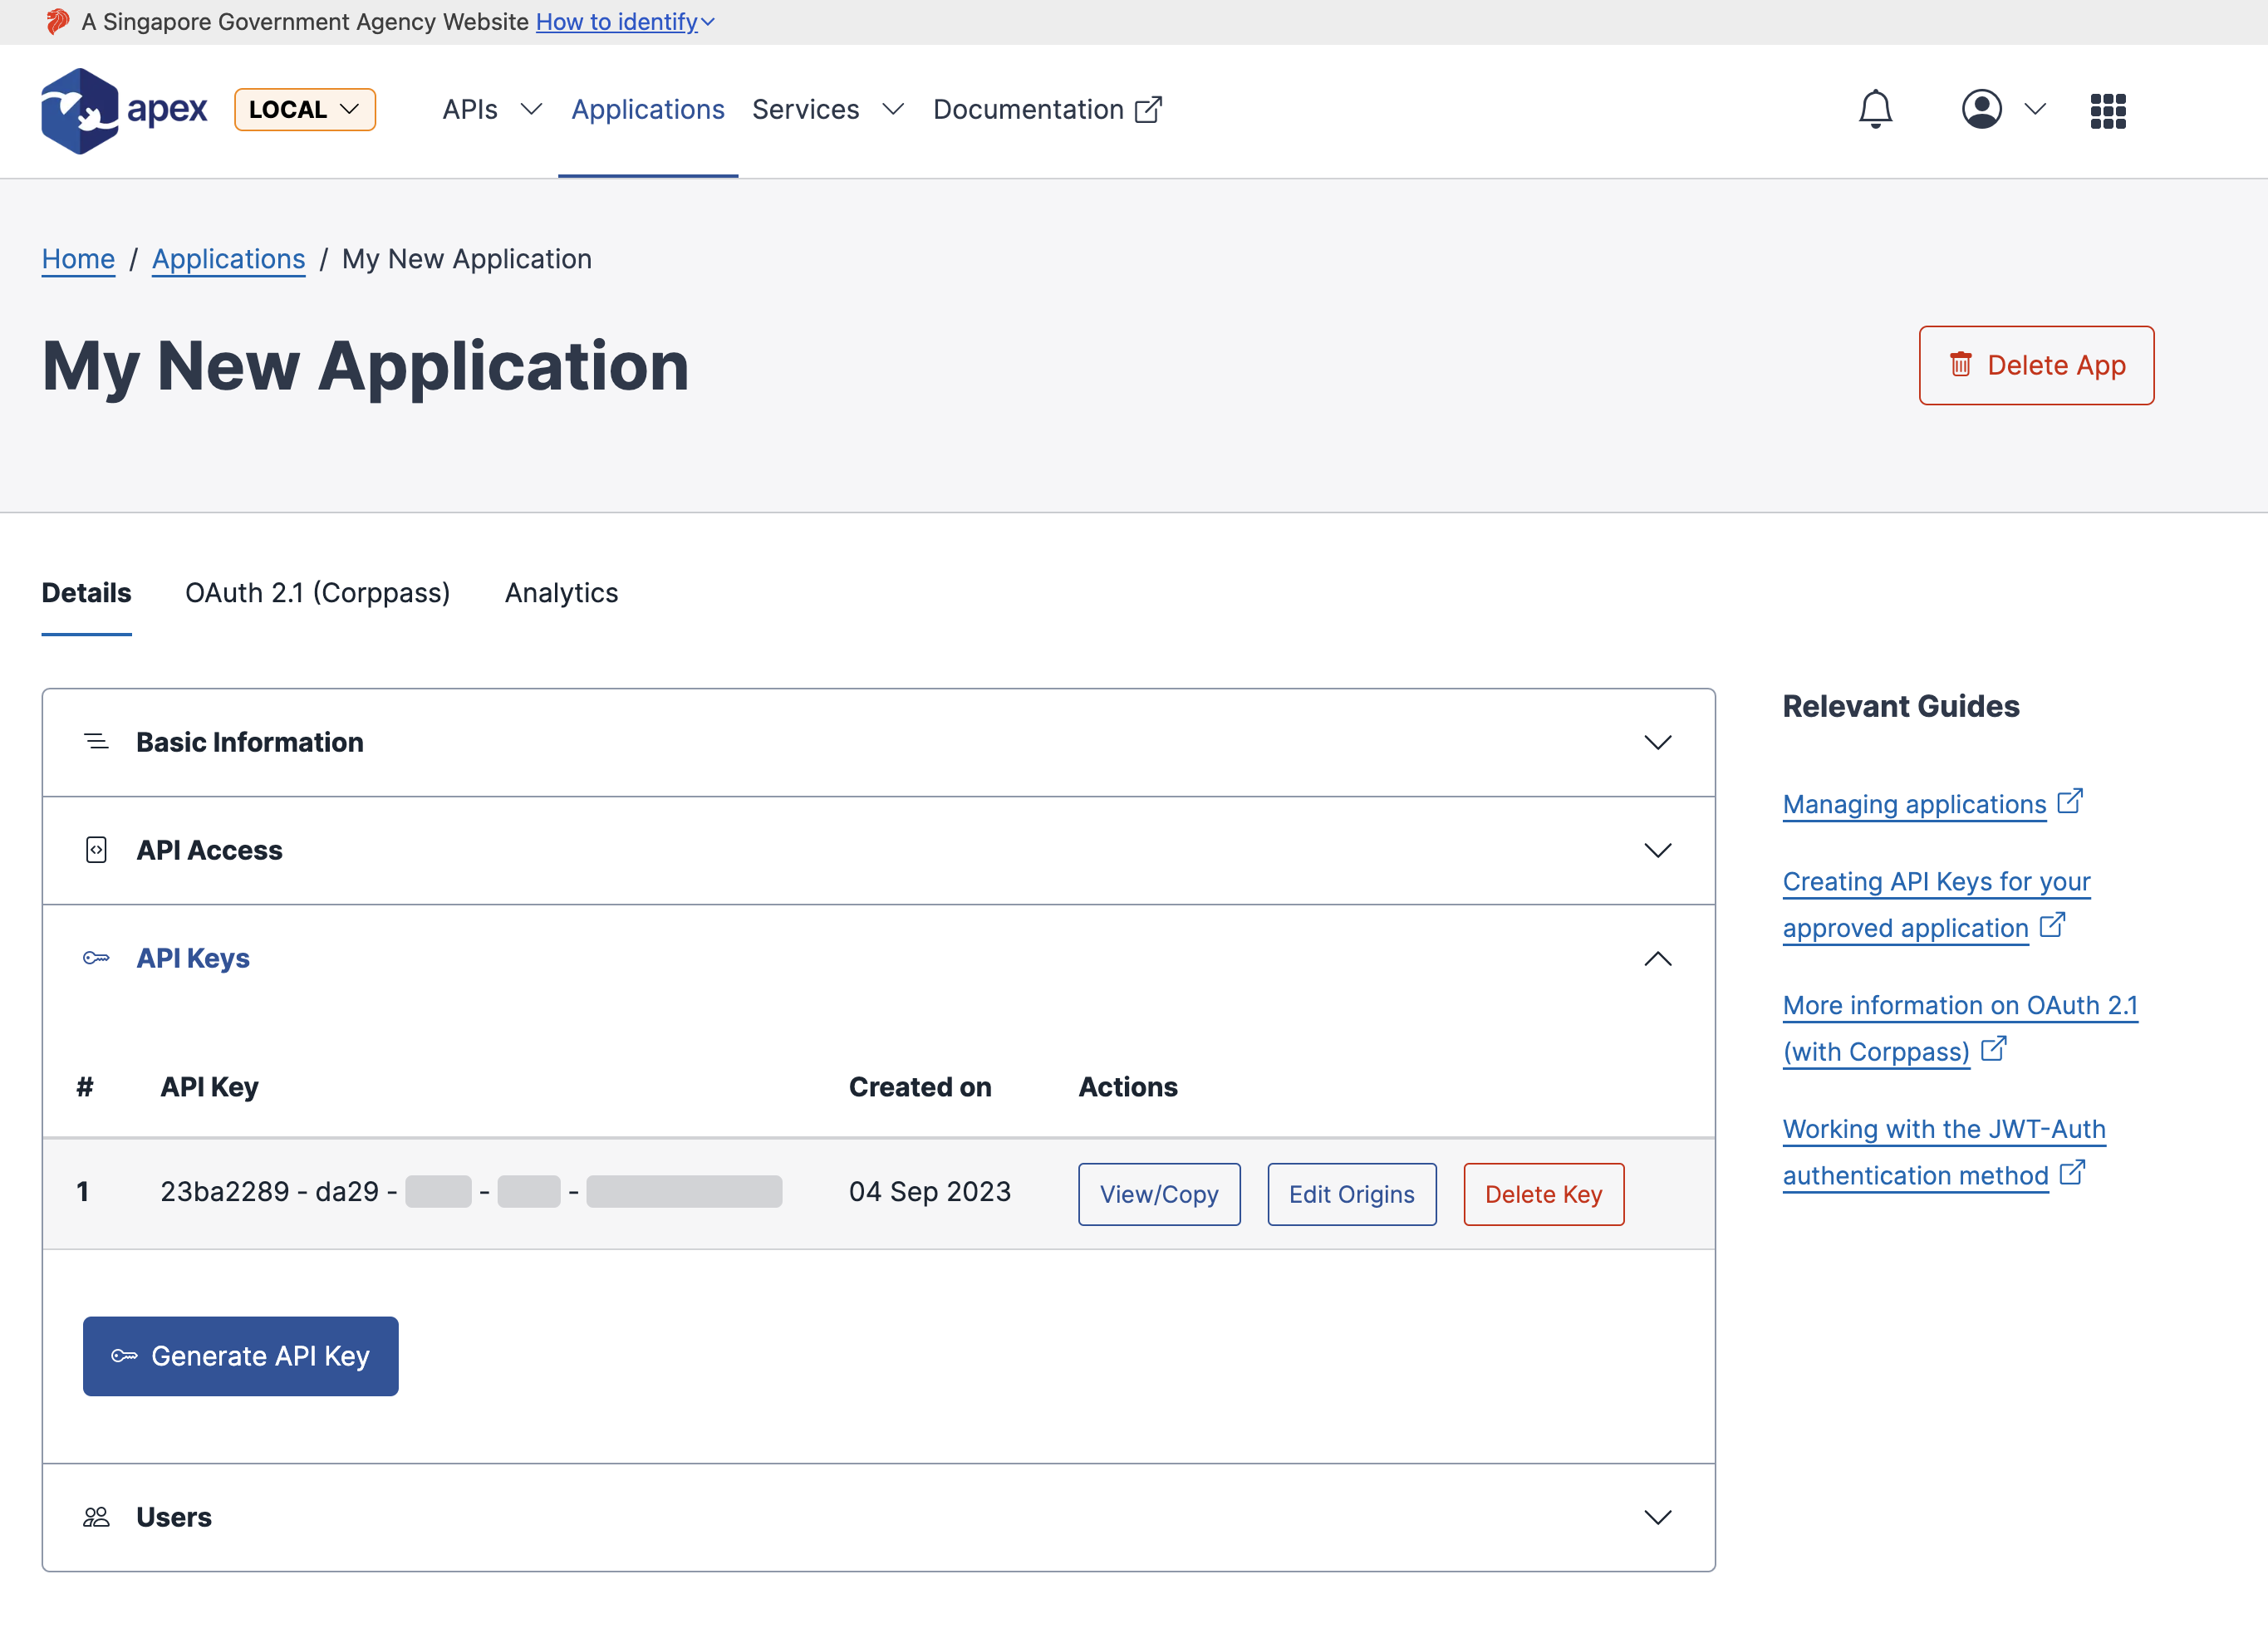 A Singapore Government Agency Website How to identify
apex
LOCAL
APIs Applications Services Documentation
Home / Applications / My New Application
My New Application
Delete App
Details OAuth 2.1 (Corppass) Analytics
Basic Information
API Access
API Keys
# API Key Created on Actions
1 23ba2289 - da29 - - - 04 Sep 2023 View/Copy Edit Origins Delete Key
Generate API Key
Users
Relevant Guides
Managing applications
Creating API Keys for your
approved application
More information on OAuth 2.1
(with Corppass)
Working with the JWT-Auth
authentication method